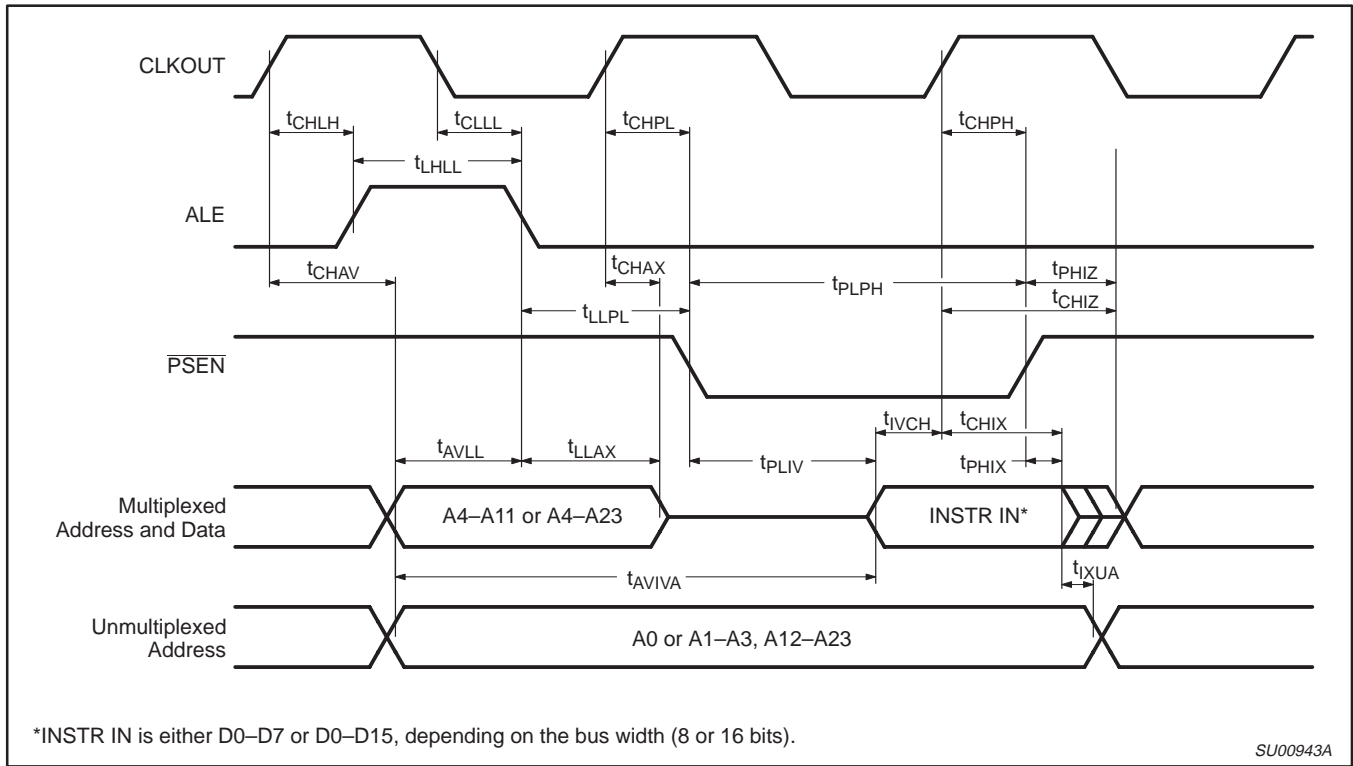 CLKOUT
tCHLH
tCLLL
tCHPL
tCHPH
tLHLL
ALE
tCHAV
tCHAX
tPLPH
tPHIZ
tCHIZ
tLLPL
PSEN
tIVCH
tCHIX
tAVLL
tLLAX
tPLIV
tPHIX
Multiplexed
Address and Data
A4–A11 or A4–A23
INSTR IN*
tAVIVA
tIXUA
Unmultiplexed
Address
A0 or A1–A3, A12–A23
*INSTR IN is either D0–D7 or D0–D15, depending on the bus width (8 or 16 bits).
SU00943A